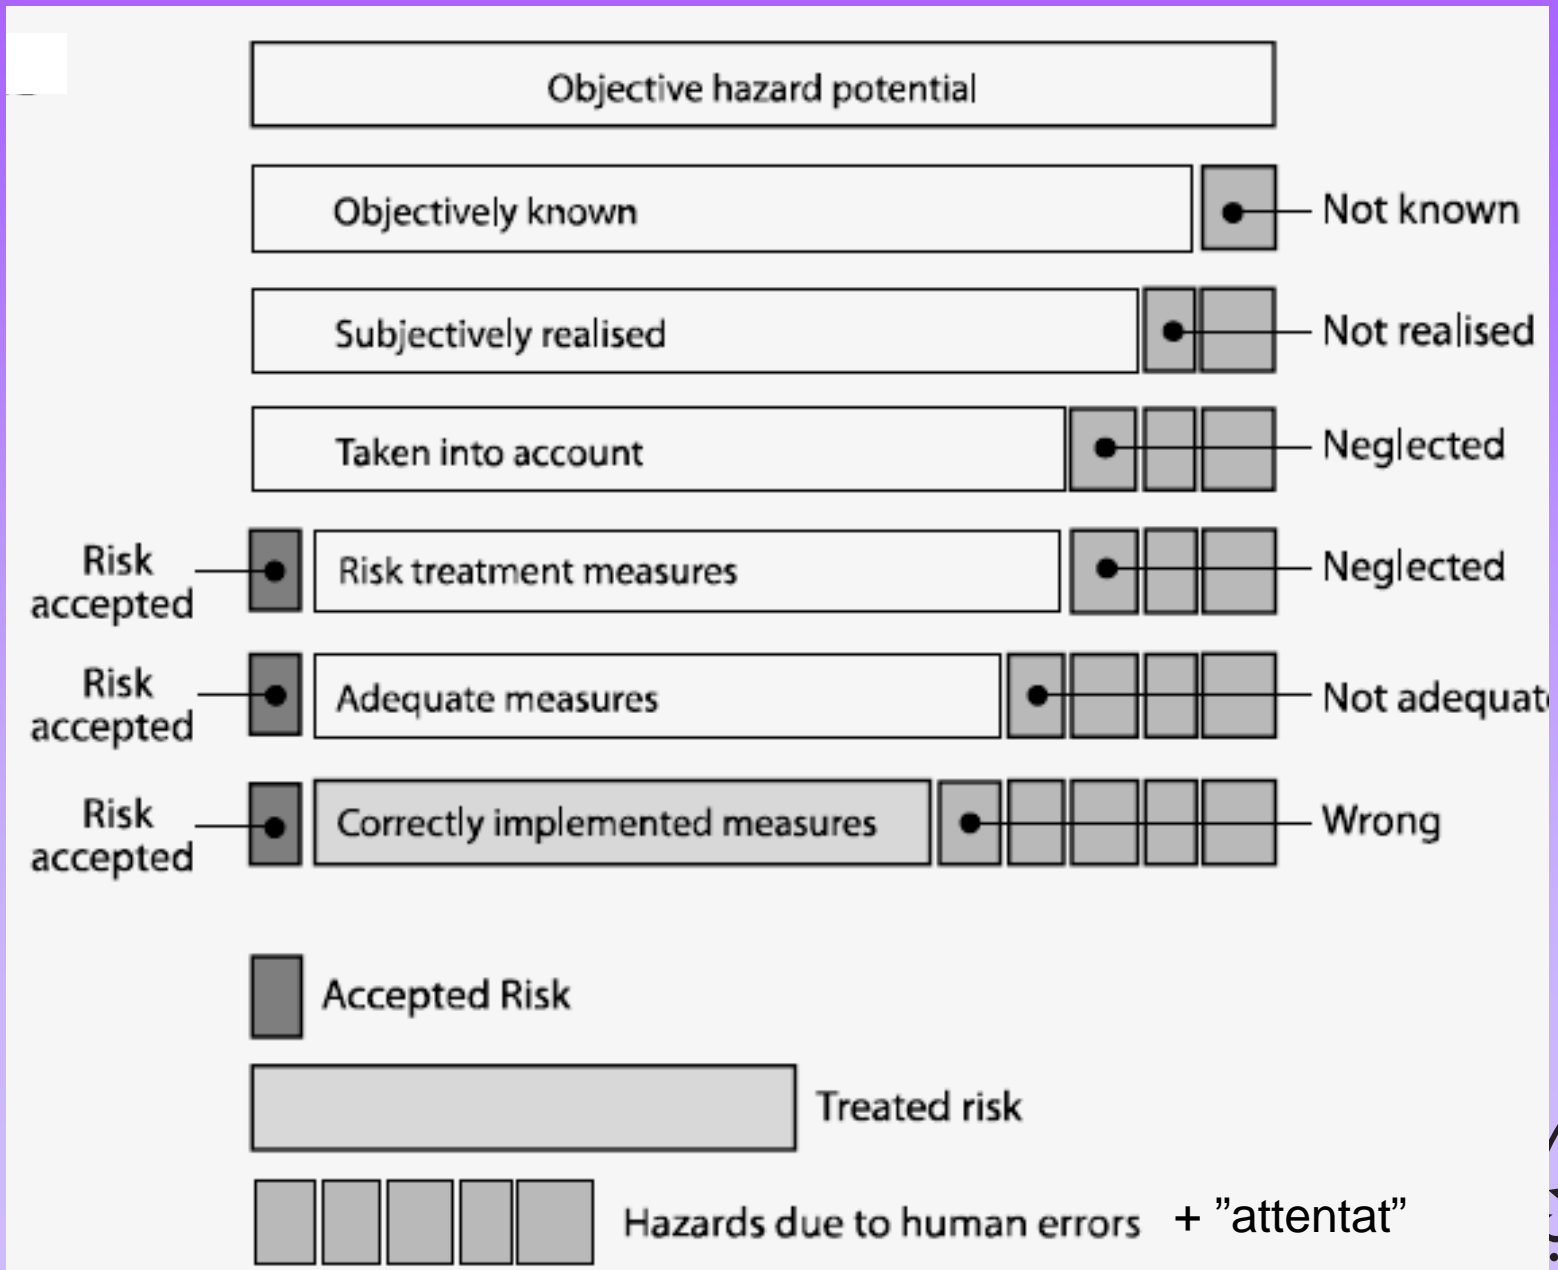 Objective hazard potential
Objectively known
Not known
Subjectively realised
Not realised
Taken into account
Neglected
Risk
accepted
Risk treatment measures
Neglected
Risk
accepted
Adequate measures
Not adequate
Risk
accepted
Correctly implemented measures
Wrong
Accepted Risk
Treated risk
Hazards due to human errors + ”attentat”